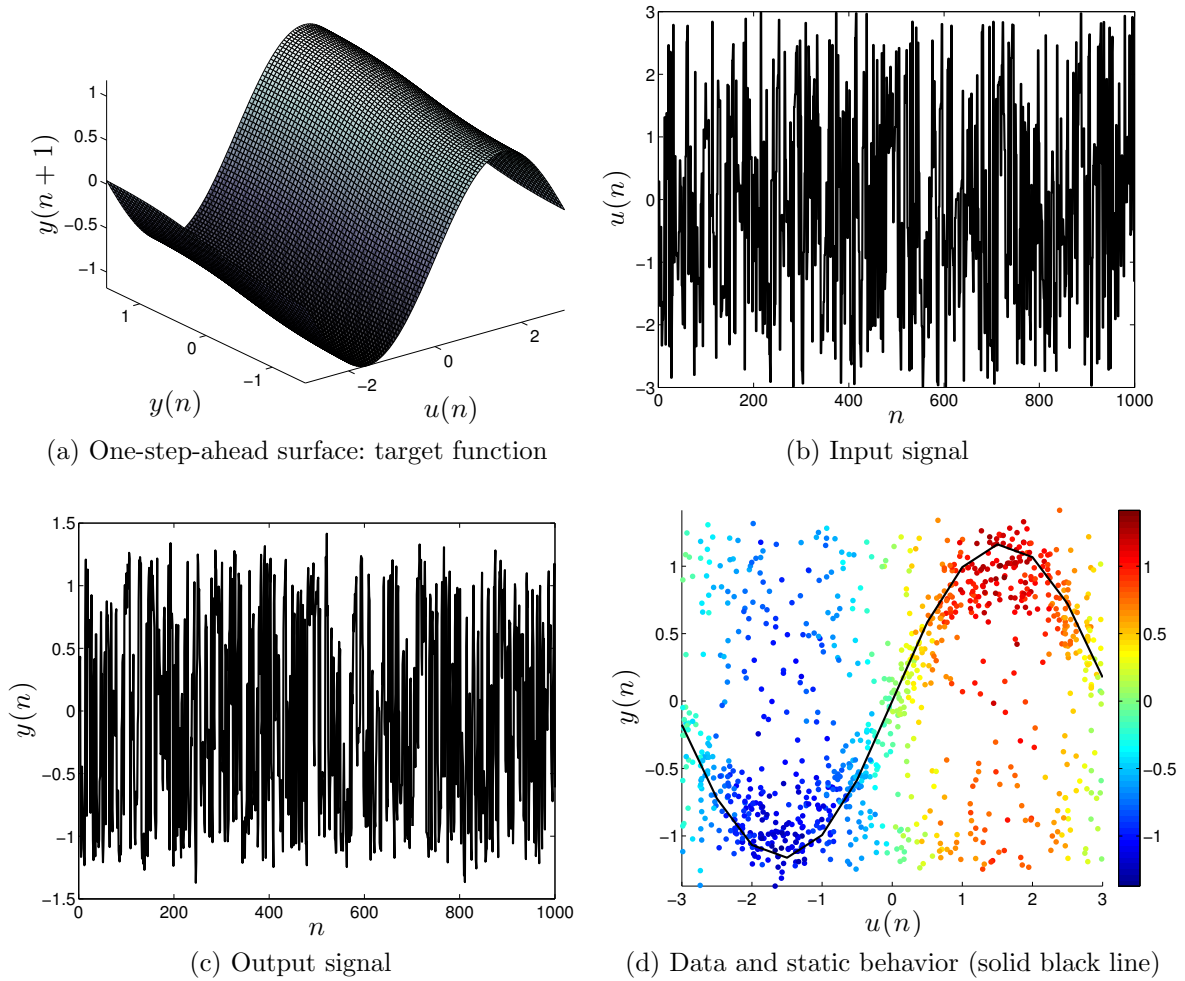 1
0.5
0
−0.5
−1
y(n + 1)
1
0
−1
y(n)
−2
0
2
u(n)
(a) One-step-ahead surface: target function
3
2
1
0
−1
−2
−3
u(n)
0 200 400 600 800 1000
n
(b) Input signal
1.5
1
0.5
0
−0.5
−1
−1.5
y(n)
0 200 400 600 800 1000
n
(c) Output signal
1
0.5
0
−0.5
−1
y(n)
−3 −2 −1 0 1 2 3
u(n)
1
0.5
0
−0.5
−1
(d) Data and static behavior (solid black line)